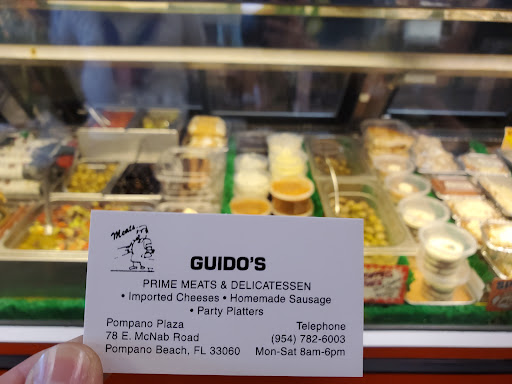 Meats
GUIDO'S
PRIME MEATS & DELICATESSEN
• Imported Cheeses • Homemade Sausage
• Party Platters
Pompano Plaza Telephone
78 E. McNab Road (954) 782-6003
Pompano Beach, FL 33060 Mon-Sat 8am-6pm